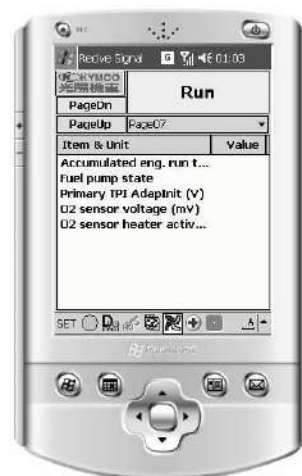 Redive Signal G 01:03
KYMCO
光陽機車
Run
PageDn
PageUp Page07
Item & Unit Value
Accumulated eng. run t...
Fuel pump state
Primary TPI AdapInit (V)
O2 sensor voltage (mV)
O2 sensor heater activ...
SET